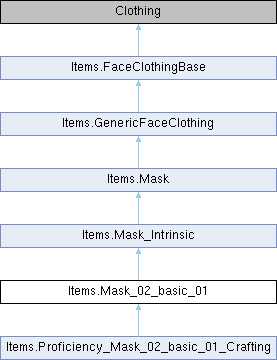 Clothing
Items.FaceClothingBase
Items.GenericFaceClothing
Items.Mask
Items.Mask_Intrinsic
Items.Mask_02_basic_01
Items.Proficiency_Mask_02_basic_01_Crafting